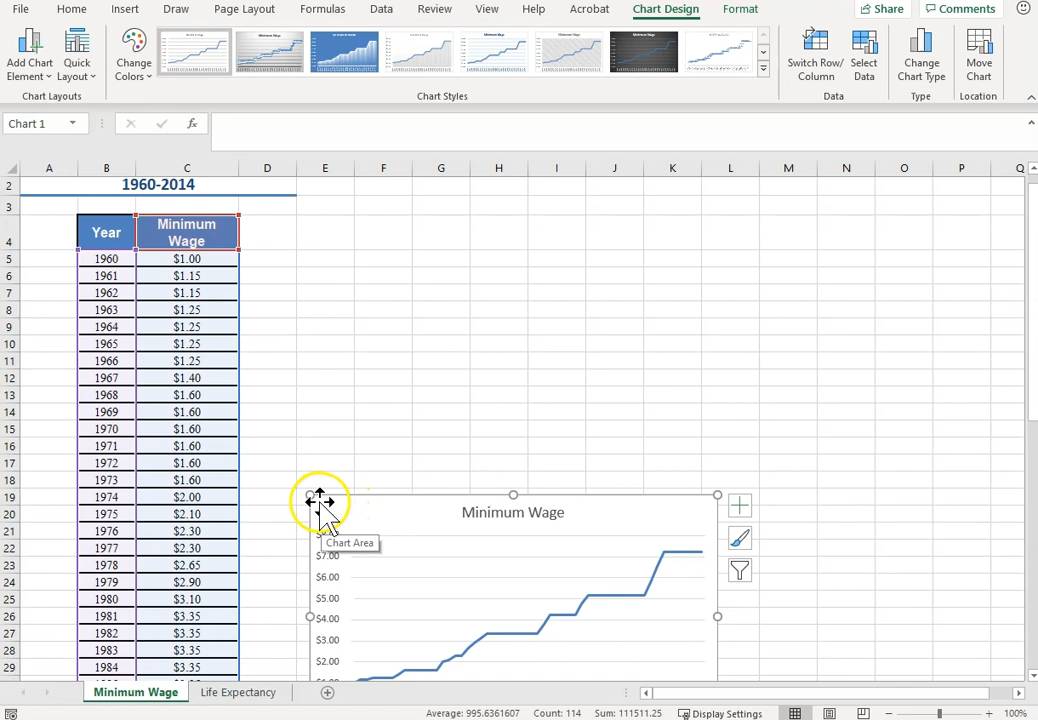 File Home Insert Draw Page Layout Formulas Data Review View Help Acrobat Chart Design Format Share Comments
Add Chart
Element
Quick
Layout
Change
Colors
Switch Row/
Column
Select
Data
Change
Chart Type
Move
Chart
Chart Layouts Chart Styles Data Type Location
Chart 1 fx
A B C D E F G H I J K L M N O P Q
2 1960-2014
3
4 Year Minimum
Wage
5 1960 $1.00
6 1961 $1.15
7 1962 $1.15
8 1963 $1.25
9 1964 $1.25
10 1965 $1.25
11 1966 $1.25
12 1967 $1.40
13 1968 $1.60
14 1969 $1.60
15 1970 $1.60
16 1971 $1.60
17 1972 $1.60
18 1973 $1.60
19 1974 $2.00
20 1975 $2.10
21 1976 $2.30
22 1977 $2.30
23 1978 $2.65
24 1979 $2.90
25 1980 $3.10
26 1981 $3.35
27 1982 $3.35
28 1983 $3.35
29 1984 $3.35
Minimum Wage
Chart Area
$7.00
$6.00
$5.00
$4.00
$3.00
$2.00
Minimum Wage Life Expectancy
Average: 995.6361607 Count: 114 Sum: 111511.25 Display Settings 100%